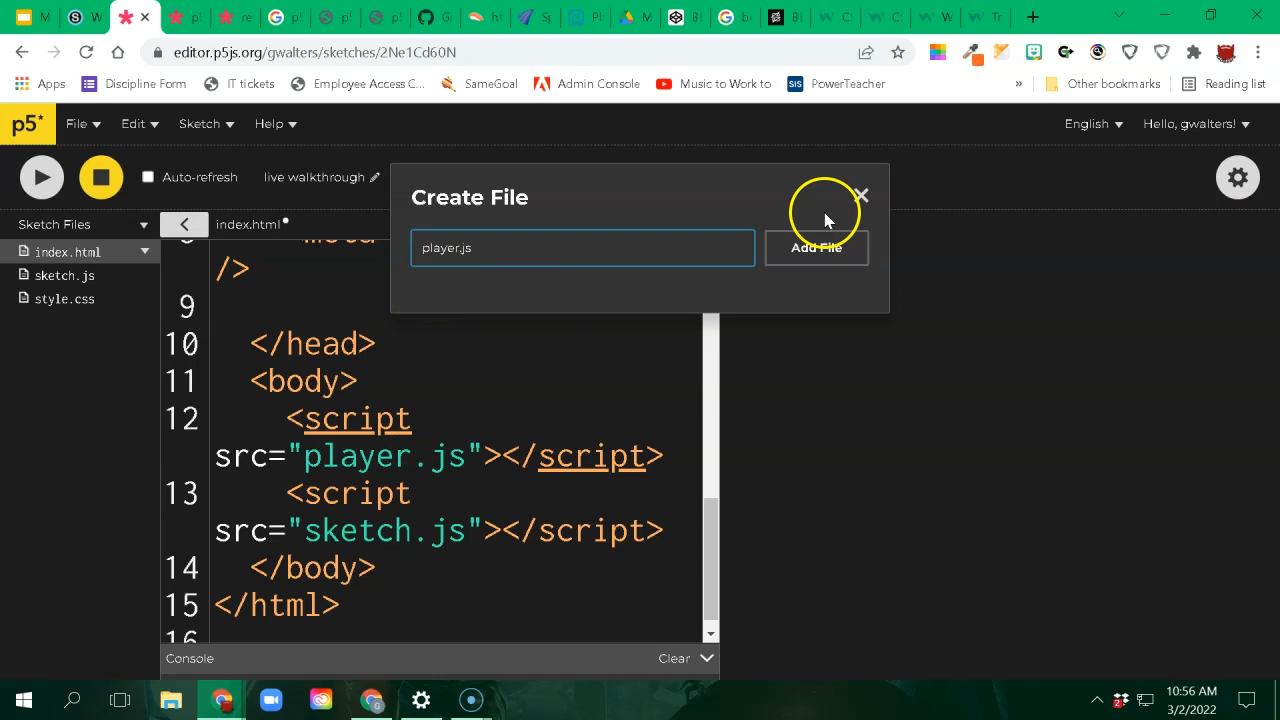 editor.p5js.org/gwalters/sketches/2Ne1Cd60N
Apps Discipline Form IT tickets Employee Access C... SameGoal Admin Console Music to Work to SIS PowerTeacher » Other bookmarks Reading list
p5* File Edit Sketch Help English Hello, gwalters!
Auto-refresh live walkthrough
Create File
Sketch Files index.html
player.js Add File
index.html
sketch.js
style.css
/>
9
10 </head>
11 <body>
12 <script
src="player.js"></script>
13 <script
src="sketch.js"></script>
14 </body>
15 </html>
16
Console Clear
10:56 AM
3/2/2022